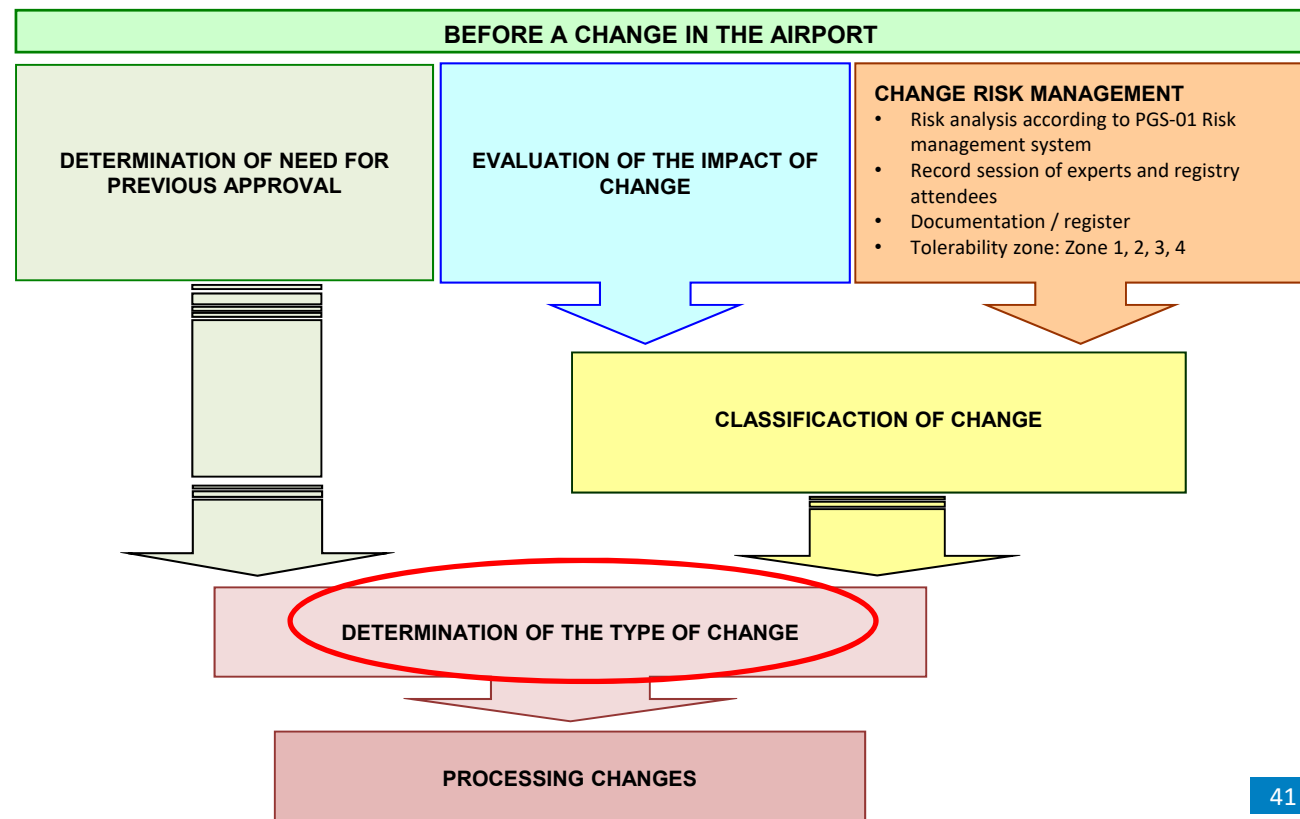 BEFORE A CHANGE IN THE AIRPORT
DETERMINATION OF NEED FOR
PREVIOUS APPROVAL
EVALUATION OF THE IMPACT OF
CHANGE
CHANGE RISK MANAGEMENT
• Risk analysis according to PGS-01 Risk
management system
• Record session of experts and registry
attendees
• Documentation / register
• Tolerability zone: Zone 1, 2, 3, 4
CLASSIFICACTION OF CHANGE
DETERMINATION OF THE TYPE OF CHANGE
PROCESSING CHANGES
41